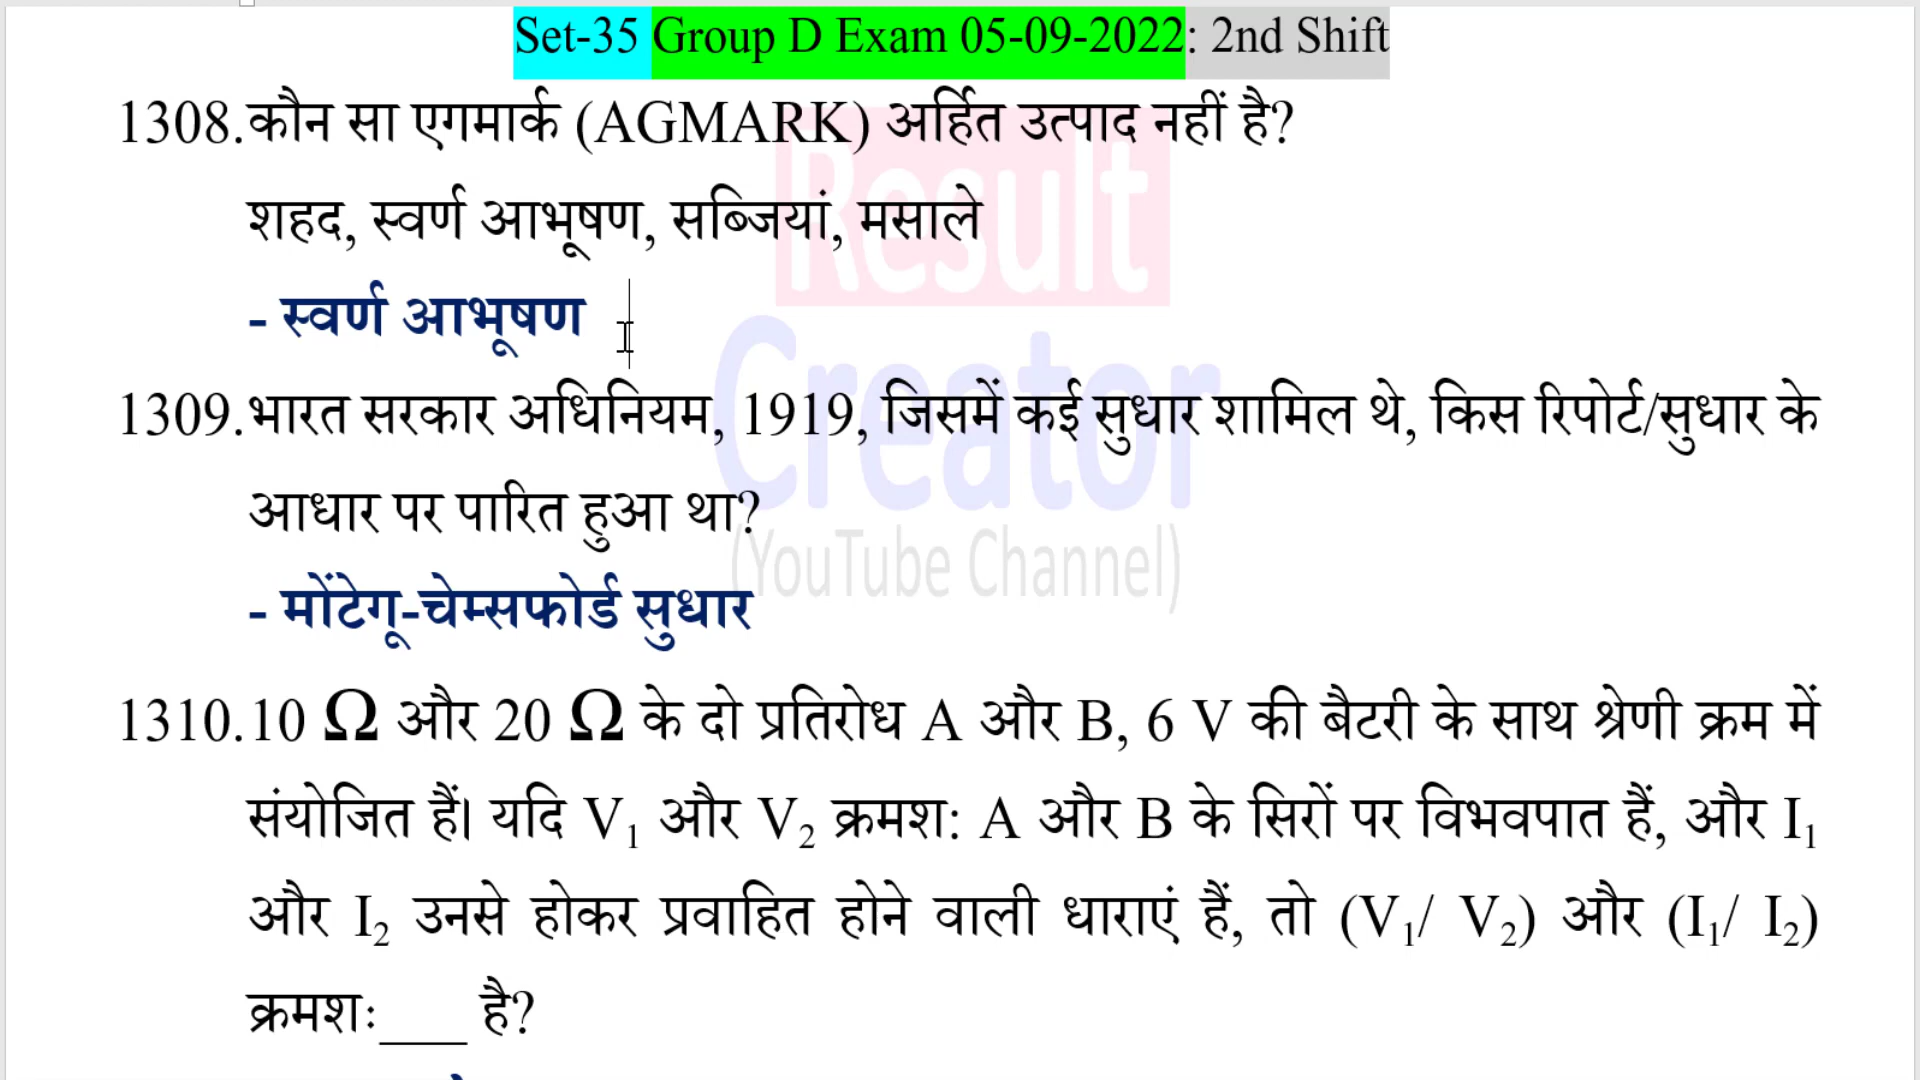 Set-35 Group D Exam 05-09-2022: 2nd Shift
1308. कौन सा एगमार्क (AGMARK) अर्हित उत्पाद नहीं है?
शहद, स्वर्ण आभूषण, सब्जियां, मसाले
- स्वर्ण आभूषण
1309. भारत सरकार अधिनियम, 1919, जिसमें कई सुधार शामिल थे, किस रिपोर्ट/सुधार के
आधार पर पारित हुआ था?
- मोंटेगू-चेम्सफोर्ड सुधार
1310. 10 Ω और 20 Ω के दो प्रतिरोध A और B, 6 V की बैटरी के साथ श्रेणी क्रम में
संयोजित हैं। यदि V₁ और V₂ क्रमश: A और B के सिरों पर विभवपात हैं, और I₁
और I₂ उनसे होकर प्रवाहित होने वाली धाराएं हैं, तो (V₁/ V₂) और (I₁/ I₂)
क्रमशः___ है?
Result
Creator
(YouTube Channel)